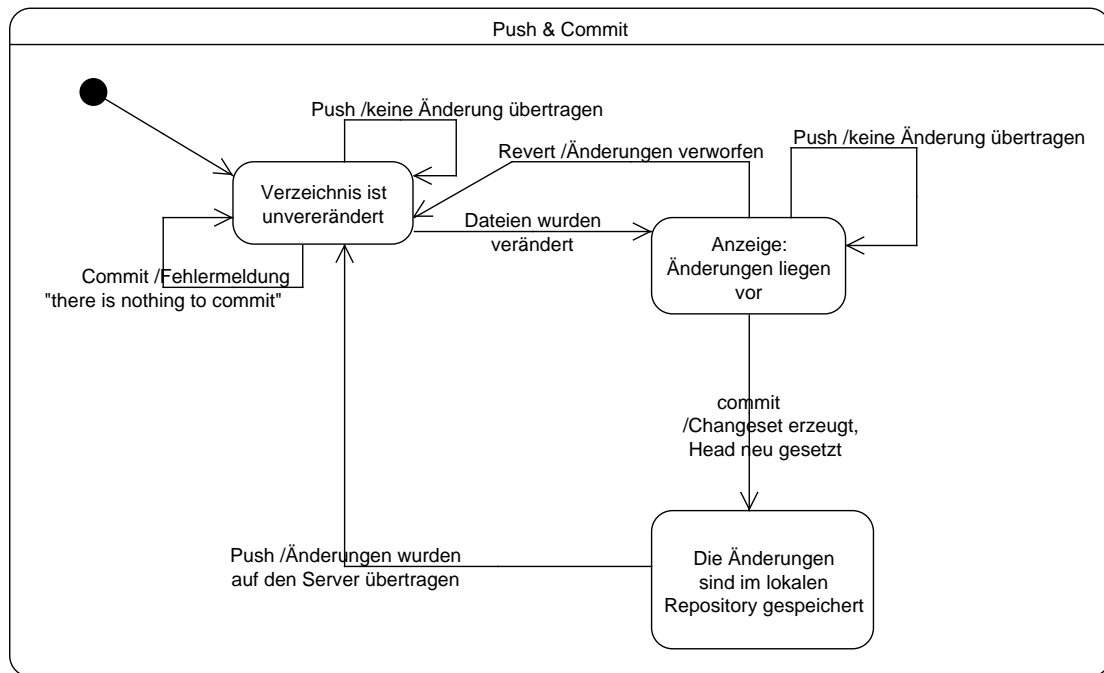 Push & Commit
Push /keine Änderung übertragen
Push /keine Änderung übertragen
Revert /Änderungen verworfen
Verzeichnis ist
unvererändert
Dateien wurden
verändert
Anzeige:
Änderungen liegen
vor
Commit /Fehlermeldung
"there is nothing to commit"
commit
/Changeset erzeugt,
Head neu gesetzt
Push /Änderungen wurden
auf den Server übertragen
Die Änderungen
sind im lokalen
Repository gespeichert